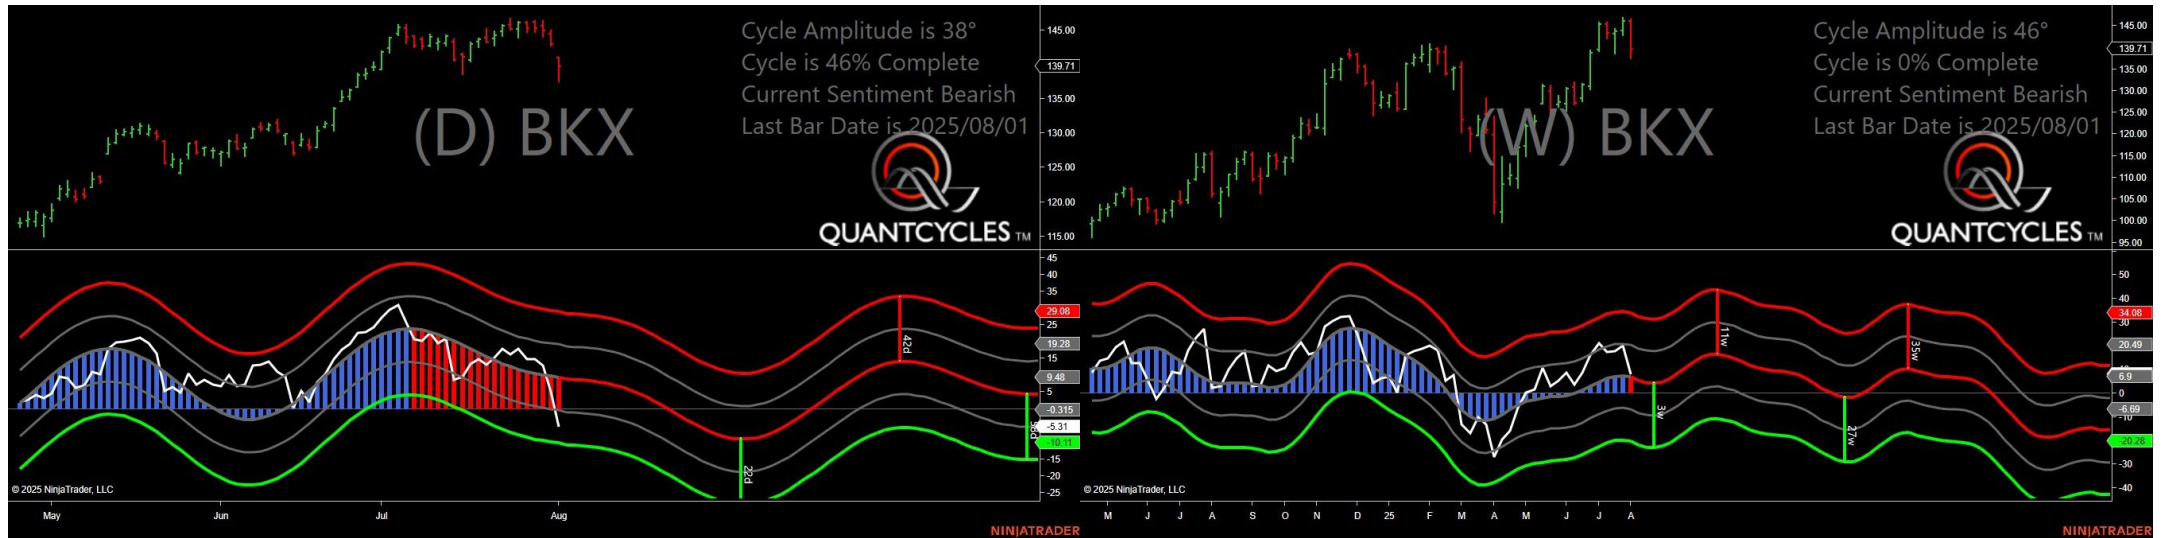 Cycle Amplitude is 38°
Cycle is 46% Complete
Current Sentiment Bearish
Last Bar Date is 2025/08/01
(D) BKX
QUANTCYCLES TM
145.00
139.71
135.00
130.00
125.00
120.00
115.00
45
40
35
29.08
25
19.28
15
9.48
5
-0.315
-5.31
-10.11
-15
-20
-25
42d
22d
© 2025 NinjaTrader, LLC
May
Jun
Jul
Aug
NINJATRADER
Cycle Amplitude is 46°
Cycle is 0% Complete
Current Sentiment Bearish
Last Bar Date is 2025/08/01
(W) BKX
QUANTCYCLES TM
145.00
139.71
135.00
130.00
125.00
120.00
115.00
110.00
105.00
100.00
95.00
50
40
34.08
30
20.49
6.9
0
-6.69
-10
-20.28
-30
-40
11w
35w
3w
27w
© 2025 NinjaTrader, LLC
M J J A S O N D 25 F M A M J J A
NINJATRADER